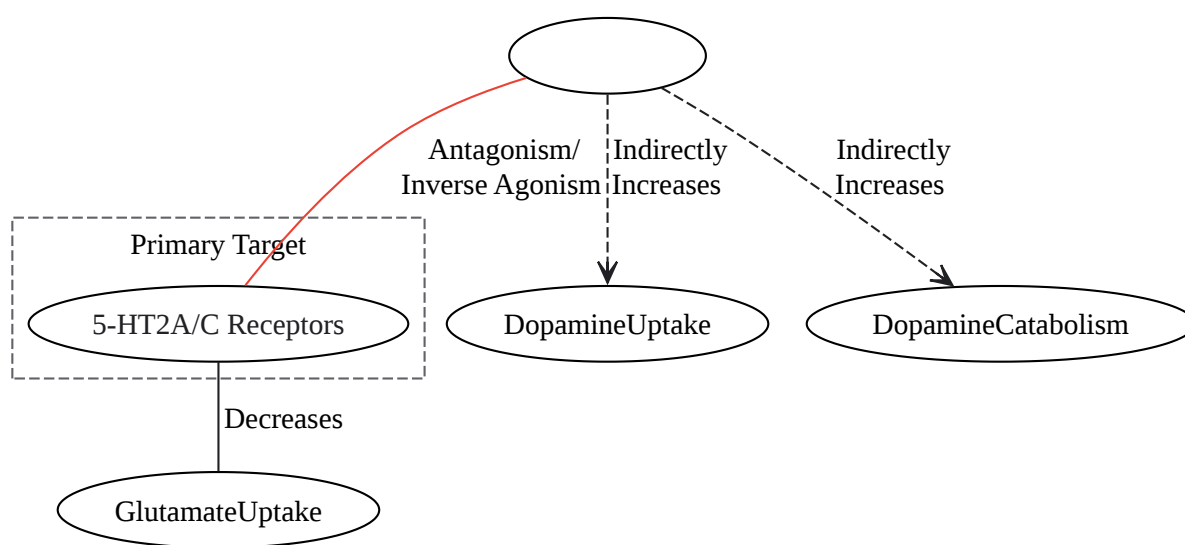 Antagonism/
Inverse Agonism
Indirectly
Increases
Indirectly
Increases
Primary Target
5-HT2A/C Receptors
DopamineUptake
DopamineCatabolism
Decreases
GlutamateUptake